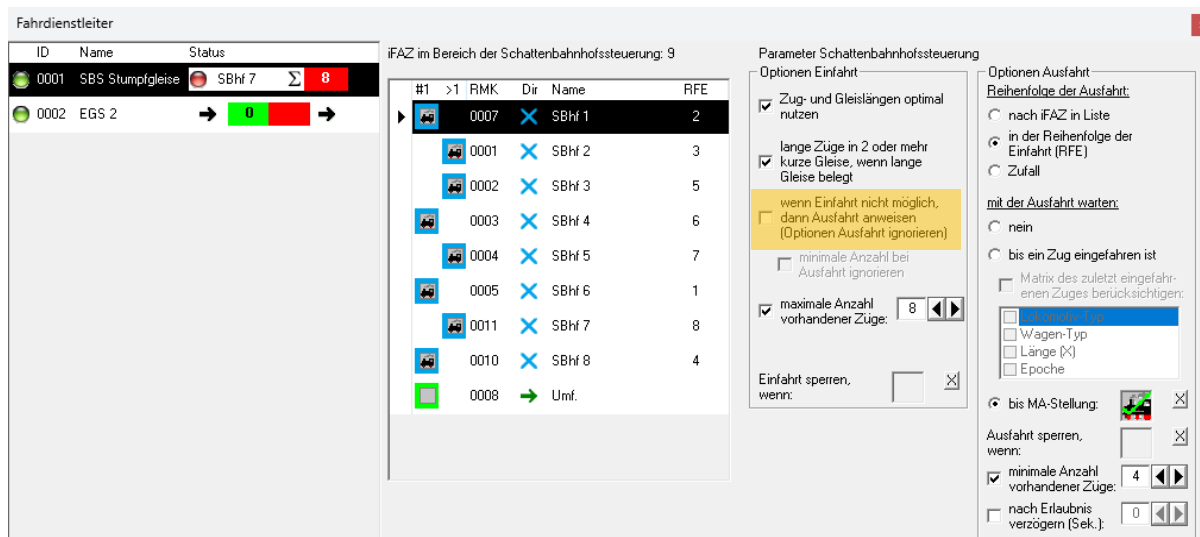 Fahrdienstleiter
ID Name Status
0001 SBS Stumpfgleise SBhf 7 Σ 8
0002 EGS 2 0
iFAZ im Bereich der Schattenbahnhofssteuerung: 9
#1 >1 RMK Dir Name RFE
0007 SBhf 1 2
0001 SBhf 2 3
0002 SBhf 3 5
0003 SBhf 4 6
0004 SBhf 5 7
0005 SBhf 6 1
0011 SBhf 7 8
0010 SBhf 8 4
0008 Umf.
Parameter Schattenbahnhofssteuerung
Optionen Einfahrt
Zug- und Gleislängen optimal
nutzen
lange Züge in 2 oder mehr
kurze Gleise, wenn lange
Gleise belegt
wenn Einfahrt nicht möglich,
dann Ausfahrt anweisen
(Optionen Ausfahrt ignorieren)
minimale Anzahl bei
Ausfahrt ignorieren
maximale Anzahl
vorhandener Züge: 8
Einfahrt sperren,
wenn: X
Optionen Ausfahrt
Reihenfolge der Ausfahrt:
nach iFAZ in Liste
in der Reihenfolge der
Einfahrt (RFE)
Zufall
mit der Ausfahrt warten:
nein
bis ein Zug eingefahren ist
Matrix des zuletzt eingefahr-
enen Zuges berücksichtigen:
Lokomotiv-Typ
Wagen-Typ
Länge (X)
Epoche
bis MA-Stellung: X
Ausfahrt sperren,
wenn: X
minimale Anzahl
vorhandener Züge: 4
nach Erlaubnis
verzögern (Sek.): 0